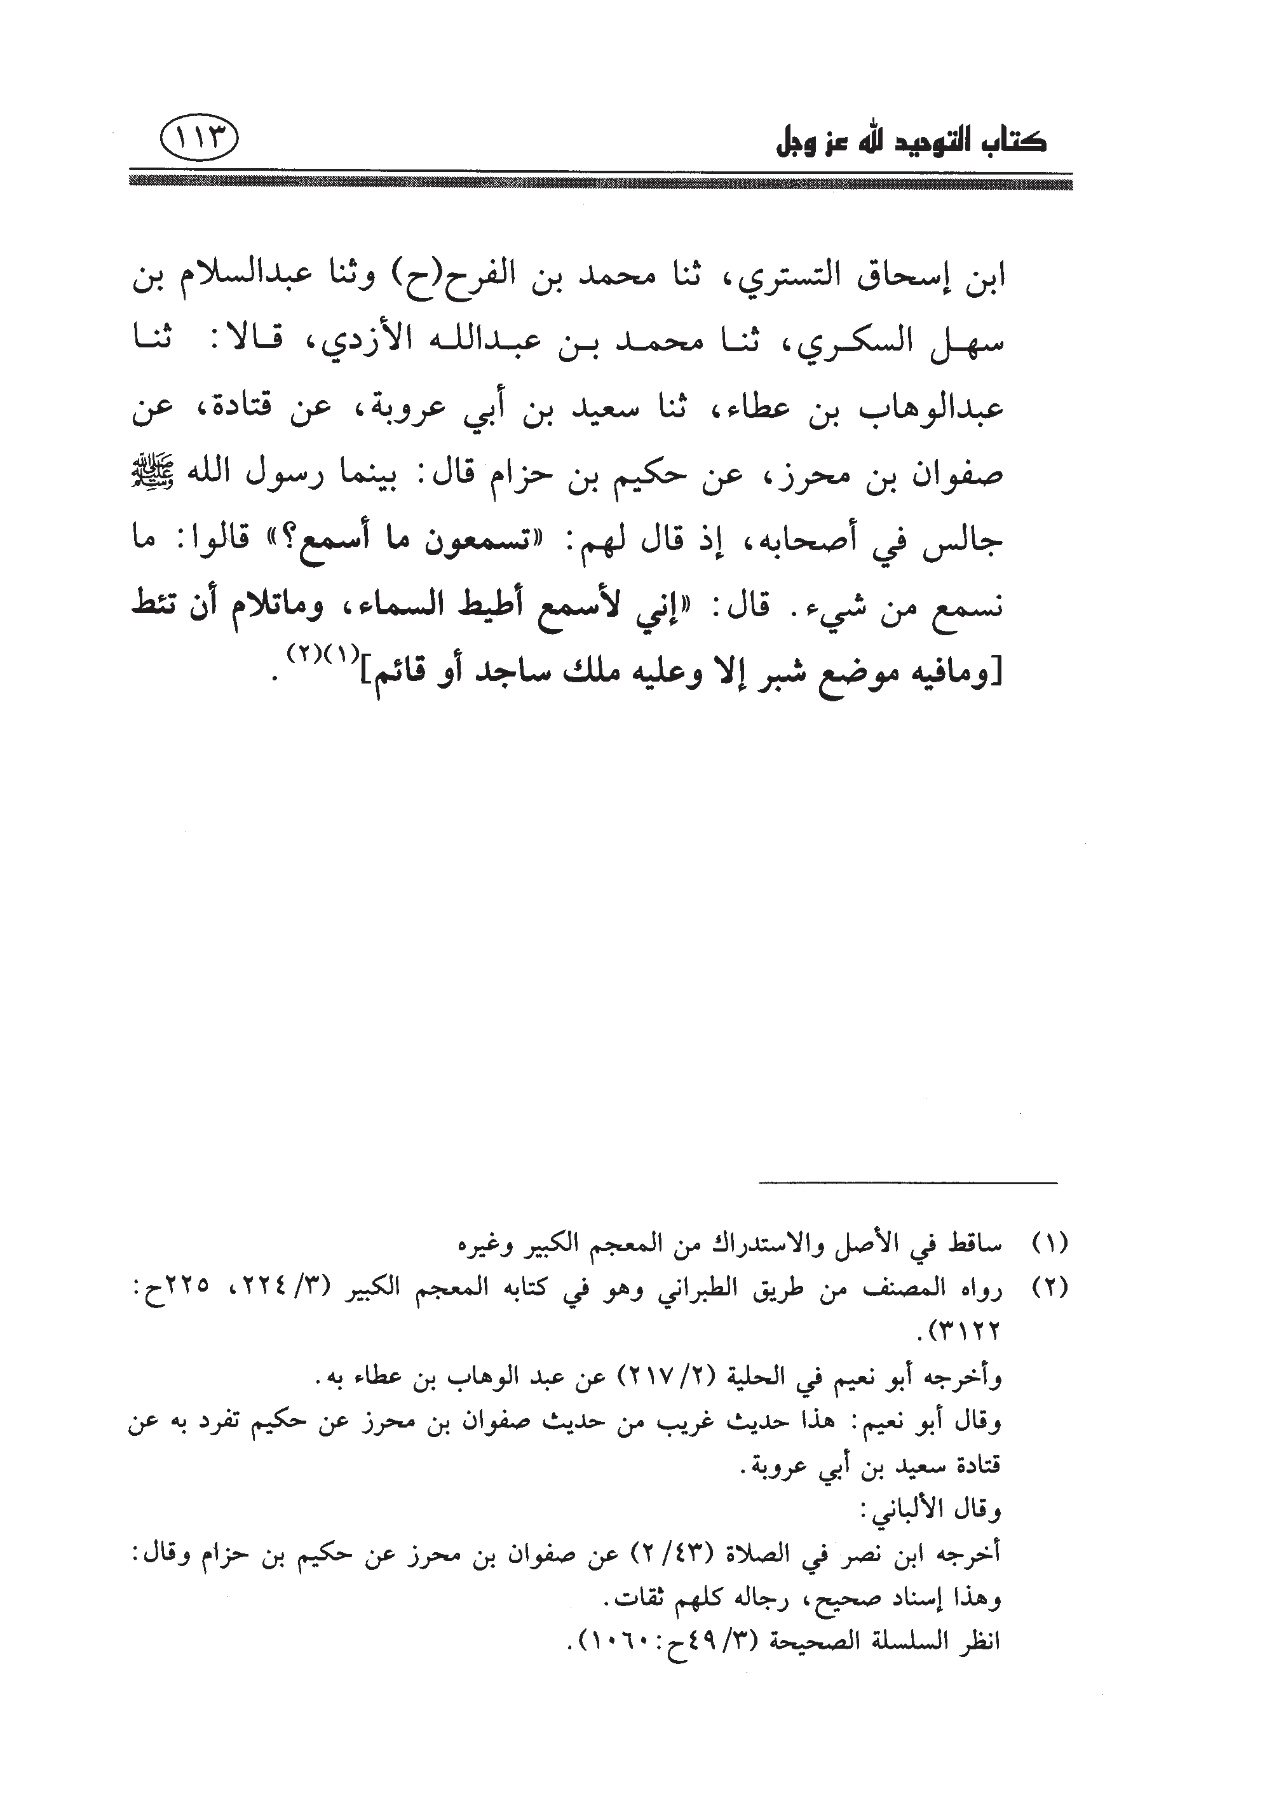 كتاب التوحيد لله عز وجل
١١٣
ابن إسحاق التستري، ثنا محمد بن الفرح(ح) وثنا عبدالسلام بن
سهل السكري، ثنا محمد بن عبدالله الأزدي، قالا: ثنا
عبدالوهاب بن عطاء، ثنا سعيد بن أبي عروبة، عن قتادة، عن
صفوان بن محرز، عن حكيم بن حزام قال: بينما رسول الله ﷺ
جالس في أصحابه، إذ قال لهم: «تسمعون ما أسمع؟» قالوا: ما
نسمع من شيء. قال: «إني لأسمع أطيط السماء، وماتلام أن تئط
[ومافيه موضع شبر إلا وعليه ملك ساجد أو قائم](١)(٢).
(١) ساقط في الأصل والاستدراك من المعجم الكبير وغيره
(٢) رواه المصنف من طريق الطبراني وهو في كتابه المعجم الكبير (٣/ ٢٢٤، ٢٢٥ح:
٣١٢٢).
وأخرجه أبو نعيم في الحلية (٢/ ٢١٧) عن عبد الوهاب بن عطاء به.
وقال أبو نعيم: هذا حديث غريب من حديث صفوان بن محرز عن حكيم تفرد به عن
قتادة سعيد بن أبي عروبة.
وقال الألباني:
أخرجه ابن نصر في الصلاة (٤٣/ ٢) عن صفوان بن محرز عن حكيم بن حزام وقال:
وهذا إسناد صحيح، رجاله كلهم ثقات.
انظر السلسلة الصحيحة (٣/ ٤٩ح:١٠٦٠).